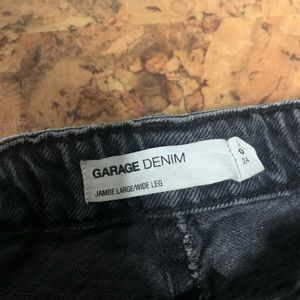 GARAGE DENIM
JAMBE LARGE/WIDE LEG
0
24